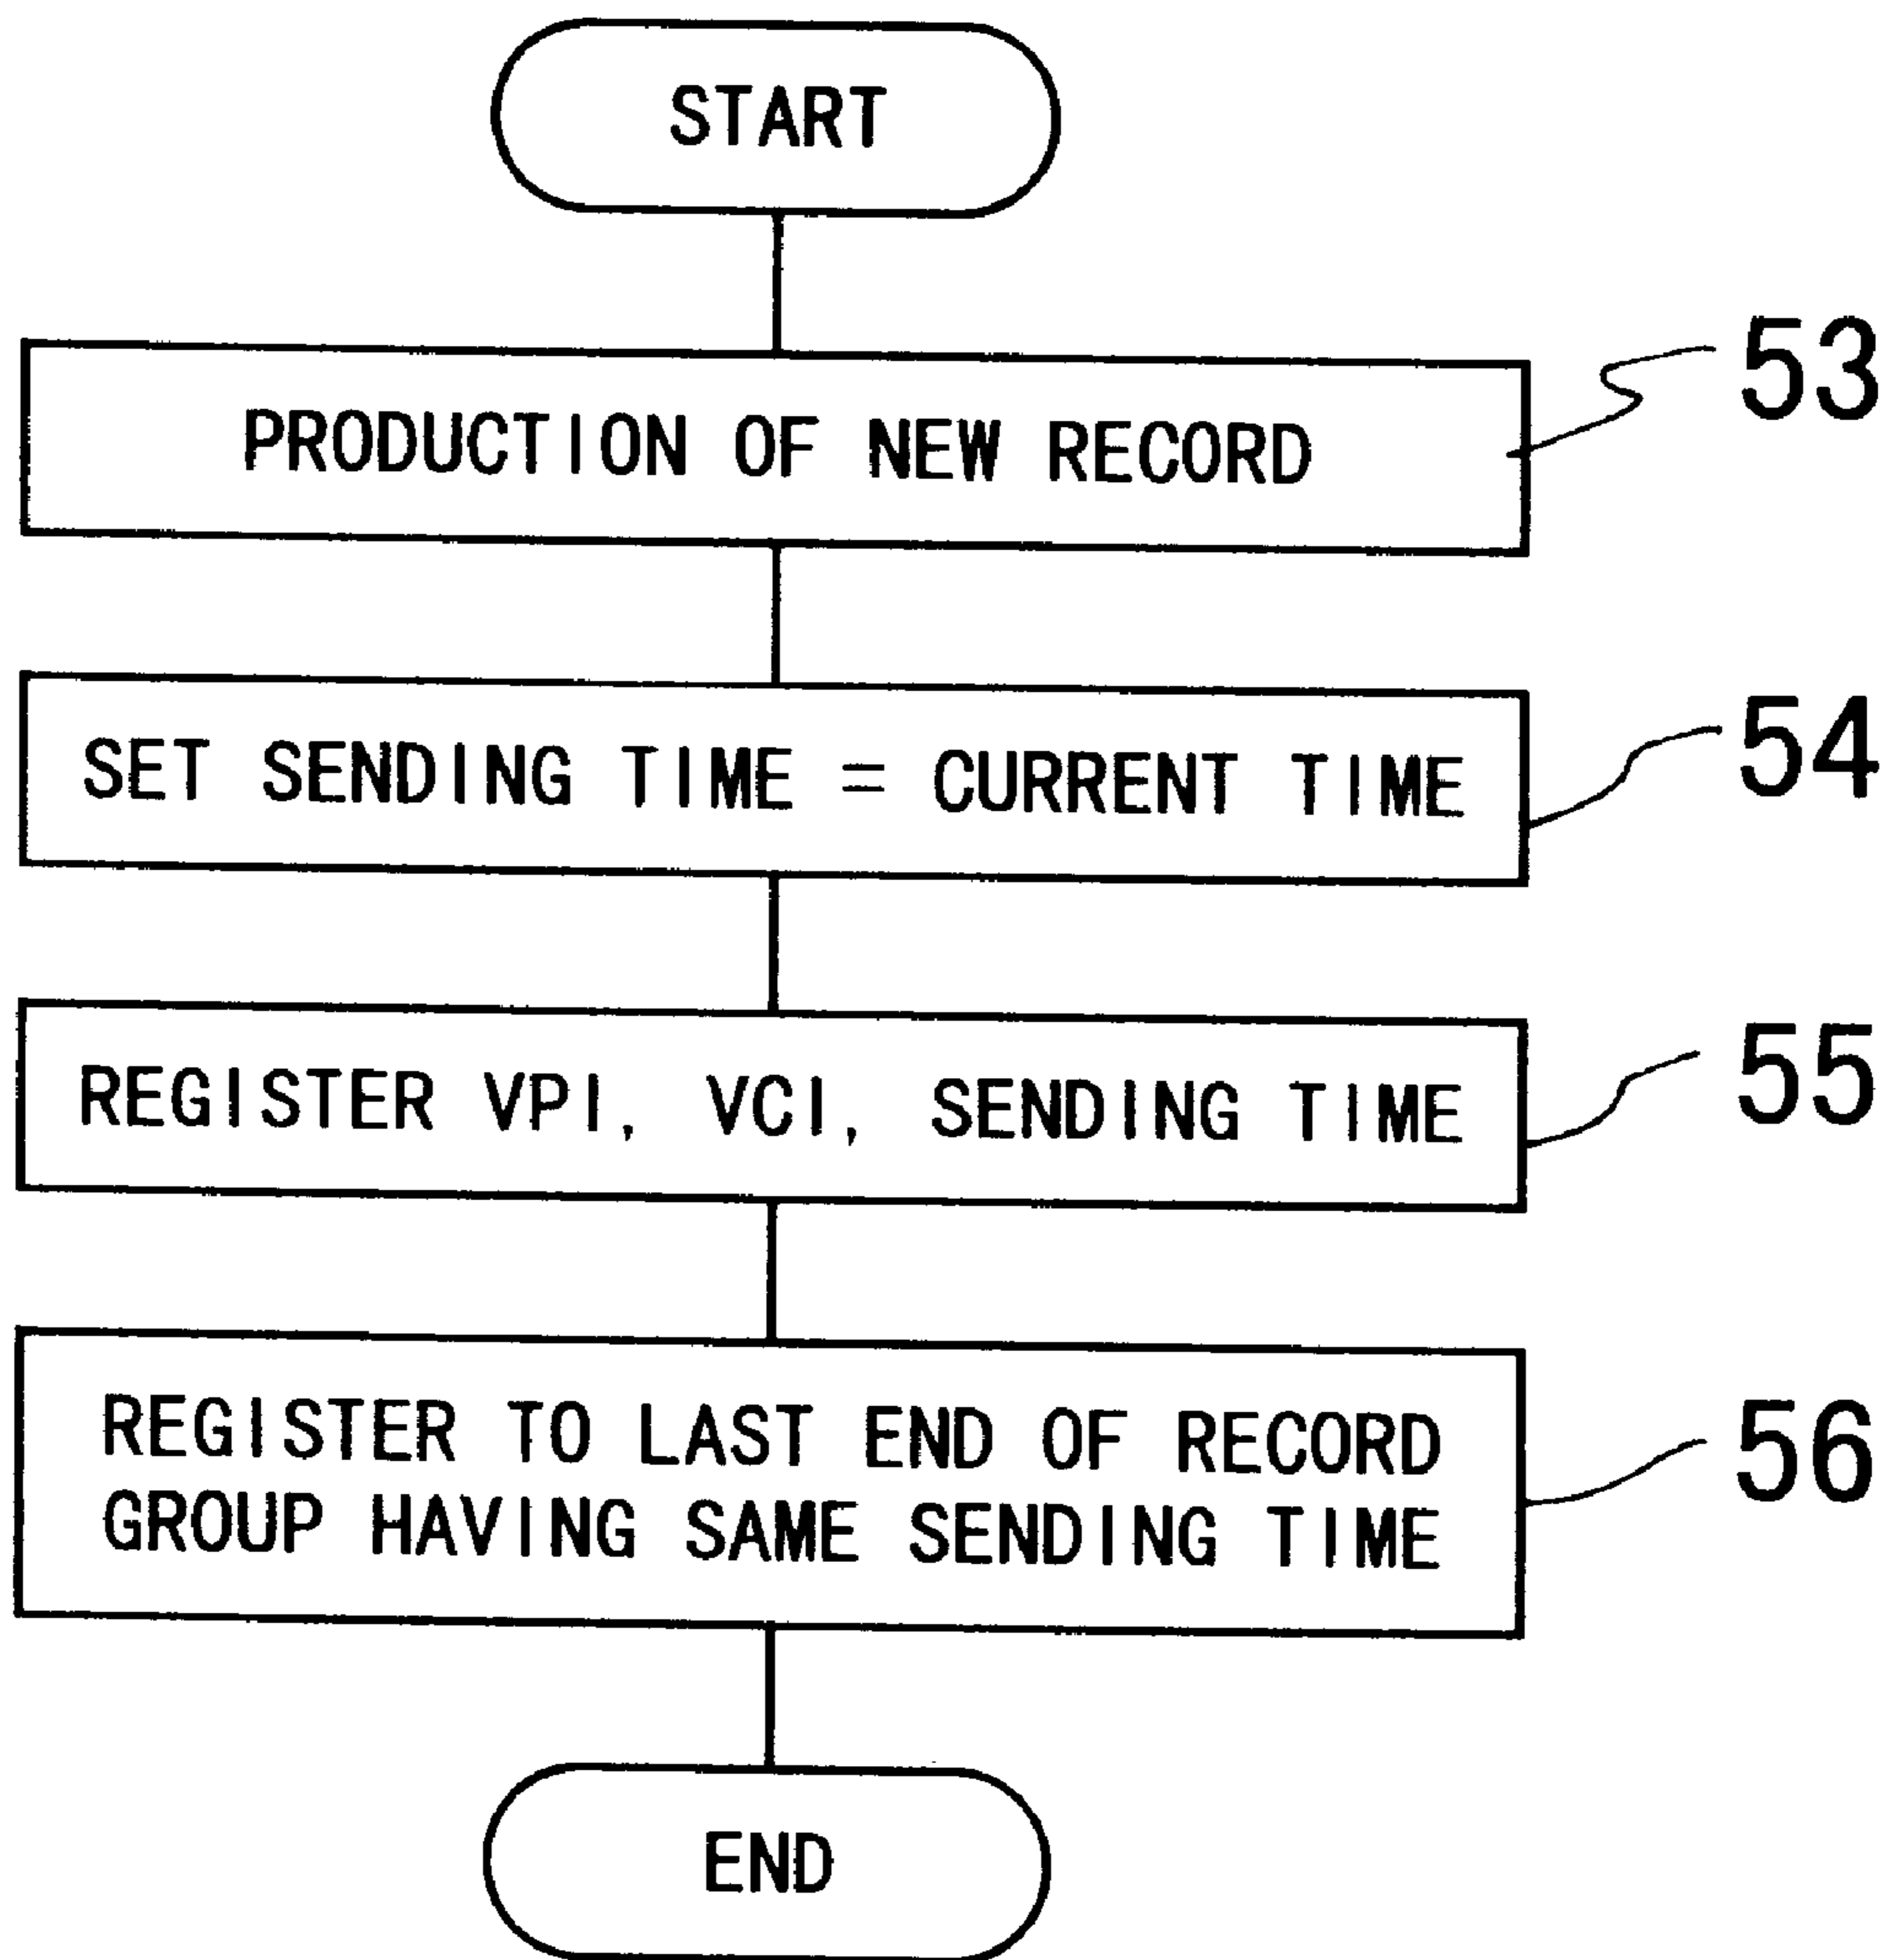 START
PRODUCTION OF NEW RECORD
53
SET SENDING TIME = CURRENT TIME
54
REGISTER VPI, VCI, SENDING TIME
55
REGISTER TO LAST END OF RECORD
GROUP HAVING SAME SENDING TIME
56
END